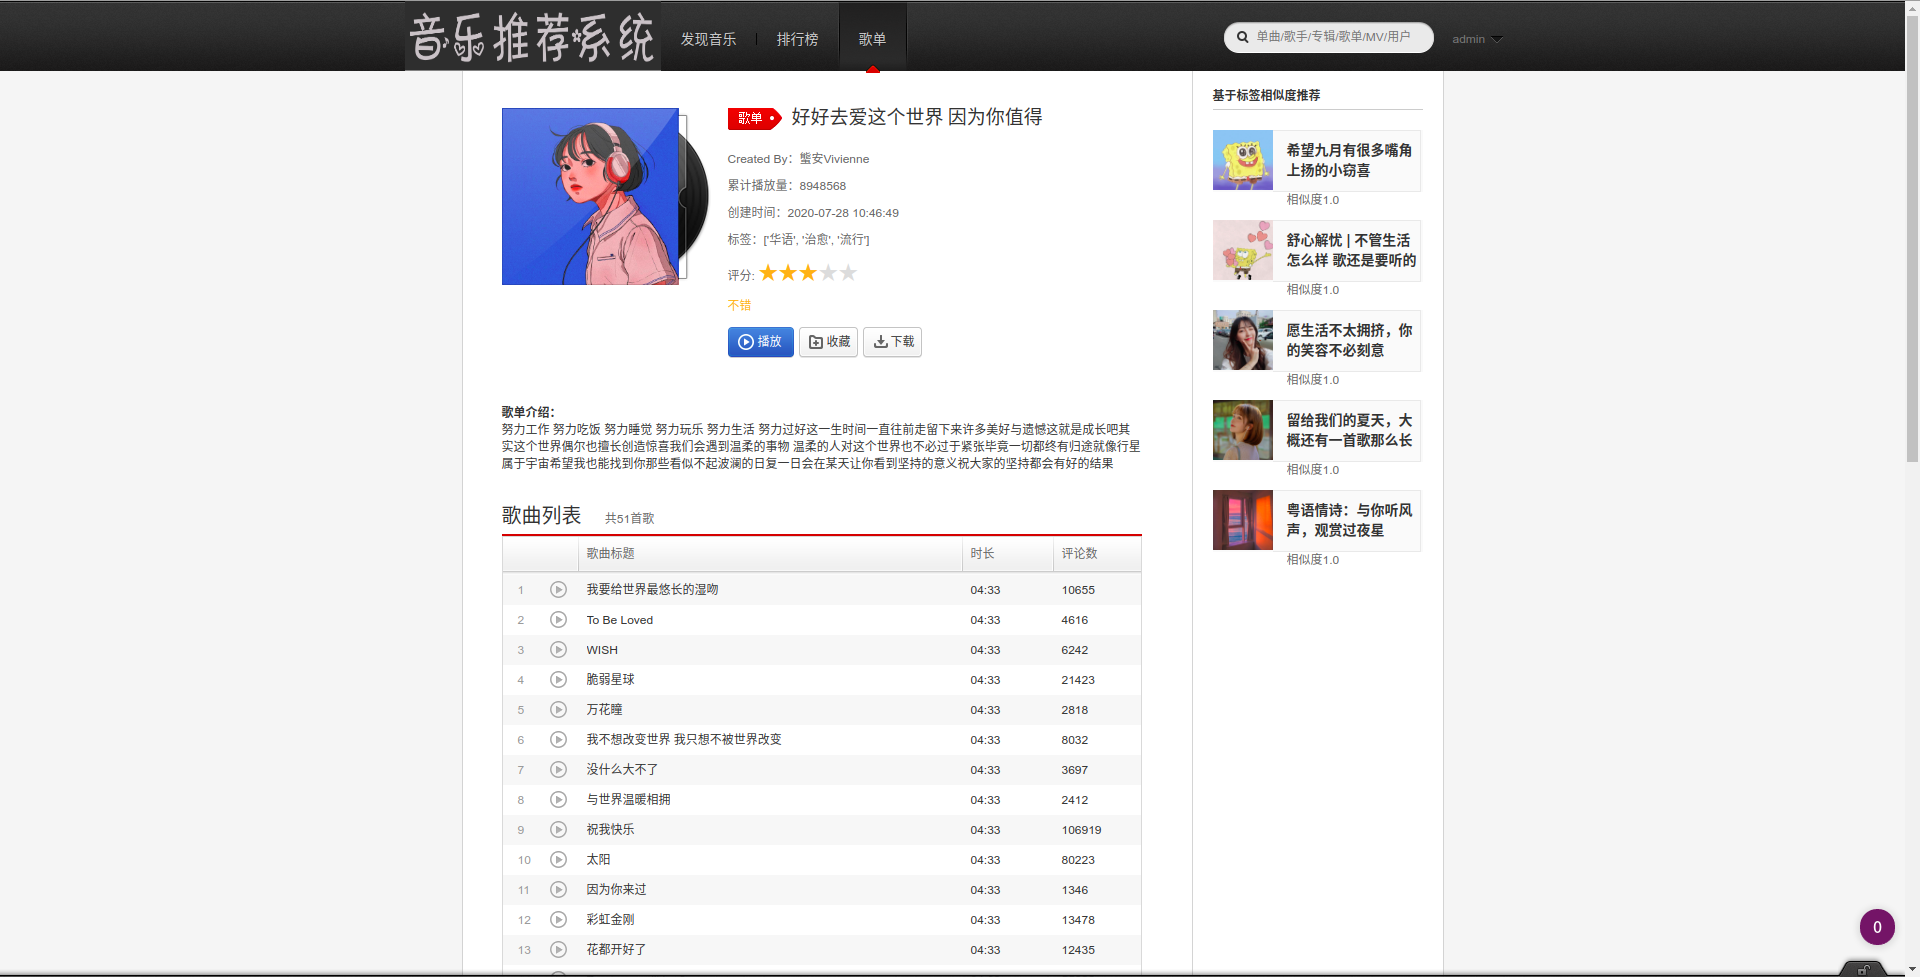 音乐推荐系统
发现音乐
排行榜
歌单
单曲/歌手/专辑/歌单/MV/用户
admin
歌单
好好去爱这个世界 因为你值得
Created By：蟹安Vivienne
累计播放量：8948568
创建时间：2020-07-28 10:46:49
标签：['华语', '治愈', '流行']
评分:
不错
播放
收藏
下载
歌单介绍：
努力工作 努力吃饭 努力睡觉 努力玩乐 努力生活 努力过好这一生时间一直往前走留下来许多美好与遗憾这就是成长吧其
实这个世界偶尔也擅长创造惊喜我们会遇到温柔的事物 温柔的人对这个世界也不必过于紧张毕竟一切都终有归途就像行星
属于宇宙希望我也能找到你那些看似不起波澜的日复一日会在某天让你看到坚持的意义祝大家的坚持都会有好的结果
歌曲列表
共51首歌
歌曲标题 时长 评论数
1 我要给世界最悠长的湿吻 04:33 10655
2 To Be Loved 04:33 4616
3 WISH 04:33 6242
4 脆弱星球 04:33 21423
5 万花瞳 04:33 2818
6 我不想改变世界 我只想不被世界改变 04:33 8032
7 没什么大不了 04:33 3697
8 与世界温暖相拥 04:33 2412
9 祝我快乐 04:33 106919
10 太阳 04:33 80223
11 因为你来过 04:33 1346
12 彩虹金刚 04:33 13478
13 花都开好了 04:33 12435
基于标签相似度推荐
希望九月有很多嘴角
上扬的小窃喜
相似度1.0
舒心解忧 | 不管生活
怎么样 歌还是要听的
相似度1.0
愿生活不太拥挤，你
的笑容不必刻意
相似度1.0
留给我们的夏天，大
概还有一首歌那么长
相似度1.0
粤语情诗：与你听风
声，观赏过夜星
相似度1.0
0